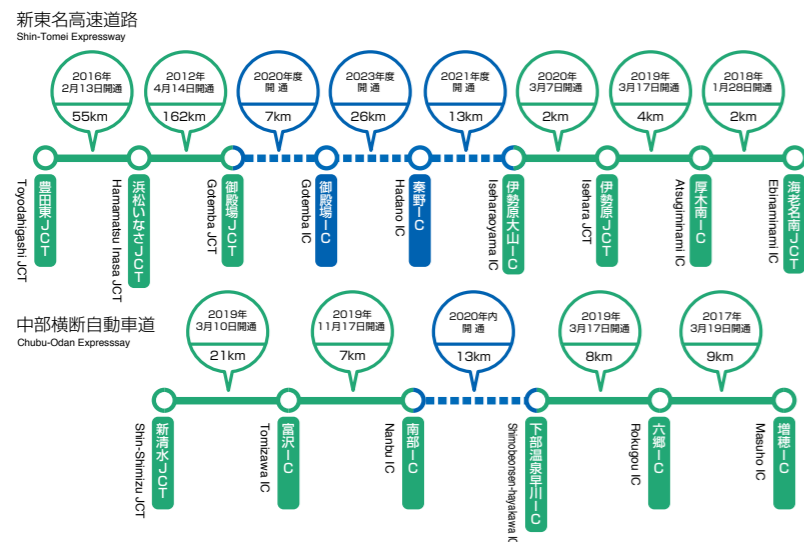 新東名高速道路
Shin-Tomei Expressway
2016年
2月13日開通
55km
2012年
4月14日開通
162km
2020年度
開 通
7km
2023年度
開 通
26km
2021年度
開 通
13km
2020年
3月7日開通
2km
2019年
3月17日開通
4km
2018年
1月28日開通
2km
豊田東JCT
Toyodahigashi JCT
浜松いなさJCT
Hamamatsu Inasa JCT
御殿場JCT
Gotemba JCT
御殿場IC
Gotemba IC
秦野IC
Hadano IC
伊勢原大山IC
Iseharaoyama IC
伊勢原JCT
Isehara JCT
厚木南IC
Atsugiminami IC
海老名南JCT
Ebinaminami IC
中部横断自動車道
Chubu-Odan Expresssay
2019年
3月10日開通
21km
2019年
11月17日開通
7km
2020年内
開 通
13km
2019年
3月17日開通
8km
2017年
3月19日開通
9km
新清水JCT
Shin-Shimizu JCT
富沢IC
Tomizawa IC
南部IC
Nanbu IC
下部温泉早川IC
Shimobeonsen-hayakawa IC
六郷IC
Rokugou IC
増穂IC
Masuho IC